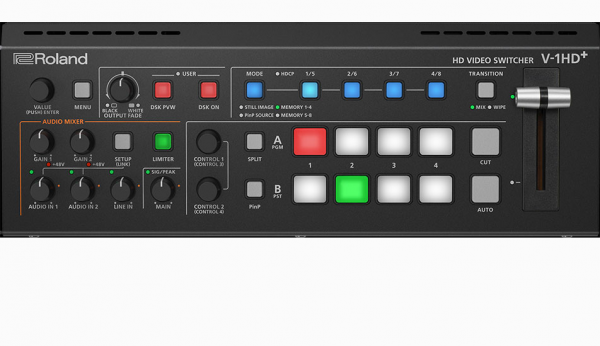 Roland
HD VIDEO SWITCHER V-1HD+
USER
MODE
HDCP
1/5
2/6
3/7
4/8
TRANSITION
VALUE
(PUSH) ENTER
MENU
BLACK
WHITE
OUTPUT FADE
DSK PVW
DSK ON
STILL IMAGE
MEMORY 1-4
PinP SOURCE
MEMORY 5-8
MIX
WIPE
AUDIO MIXER
GAIN 1
GAIN 2
+48V
+48V
SETUP
(LINK)
LIMITER
CONTROL 1
(CONTROL 3)
SPLIT
A
PGM
1
2
3
4
CUT
SIG/PEAK
AUDIO IN 1
AUDIO IN 2
LINE IN
MAIN
CONTROL 2
(CONTROL 4)
PinP
B
PST
AUTO